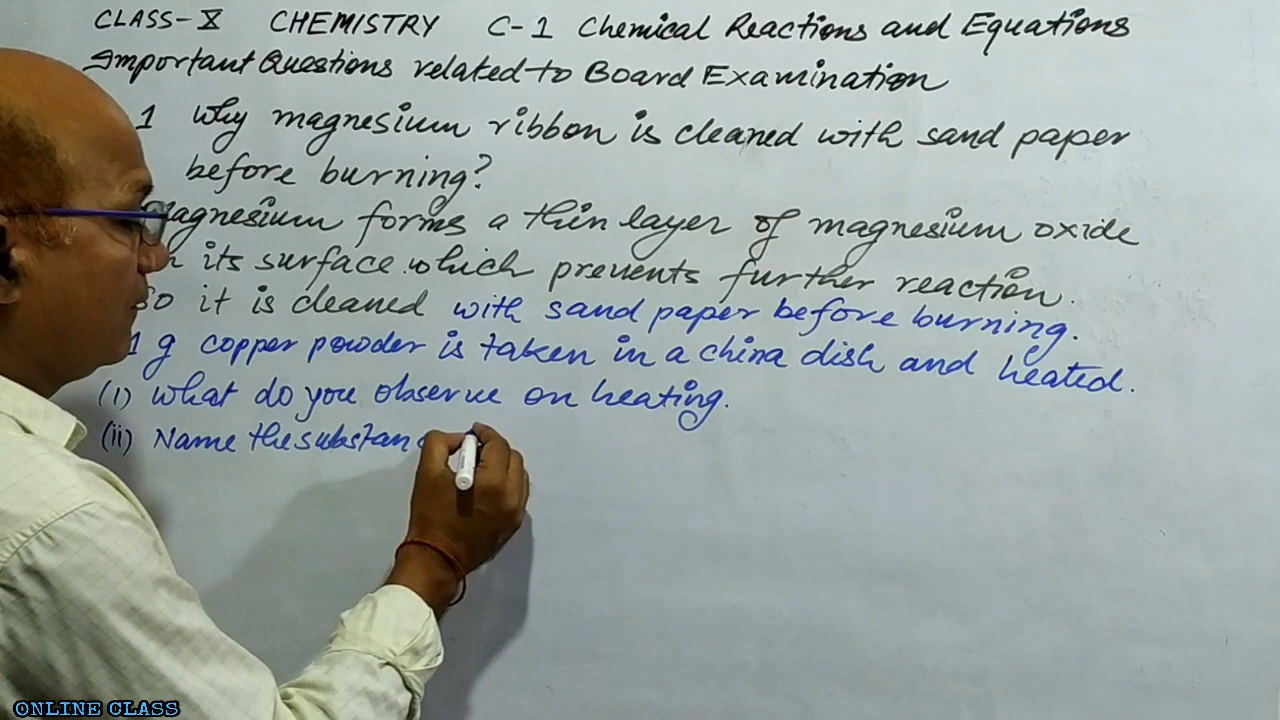 CLASS-X CHEMISTRY C-1 Chemical Reactions and Equations
Important Questions related to Board Examination
1 Why magnesium ribbon is cleaned with sand paper
before burning?
Magnesium forms a thin layer of magnesium oxide
its surface which prevents further reaction.
So it is cleaned with sand paper before burning.
1 g copper powder is taken in a china dish and heated.
(i) What do you observe on heating.
(ii) Name the substan
ONLINE CLASS